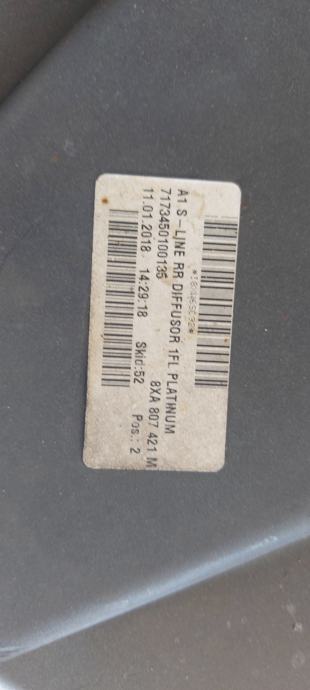 A1 S-LINE RR DIFFUSOR 1FL PLATINUM
7173450100135 8XA 807 421 M
11.01.2018 14:29:18 Skid:52 Pos.: 2